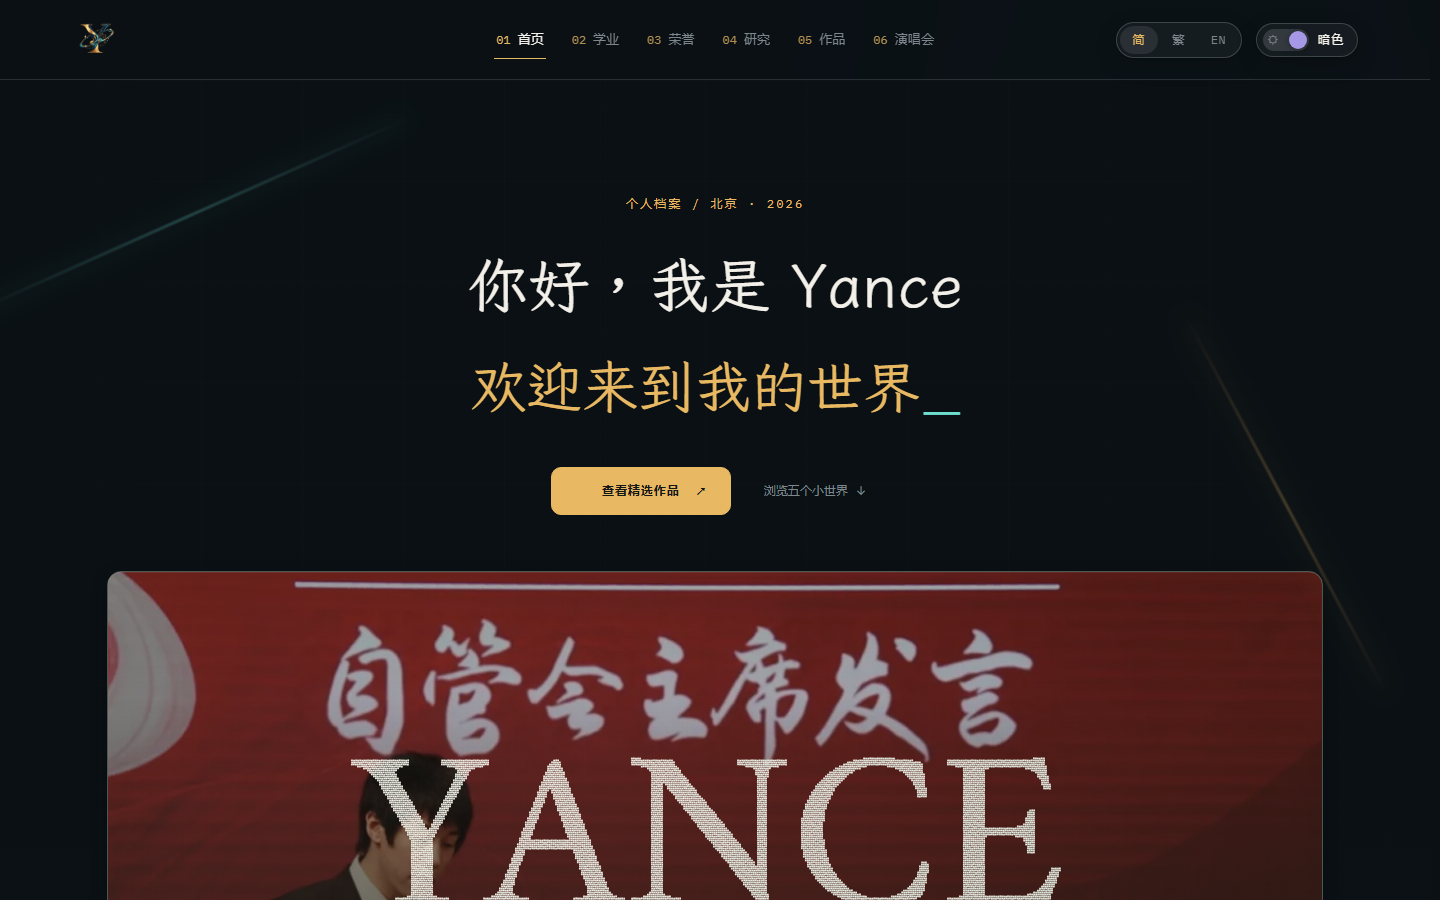 Y
01 首页 02 学业 03 荣誉 04 研究 05 作品 06 演唱会
简 繁 EN 暗色
个人档案 / 北京 · 2026
你好，我是 Yance
欢迎来到我的世界_
查看精选作品 ↗
浏览五个小世界 ↓
自管会主席发言
YANCE